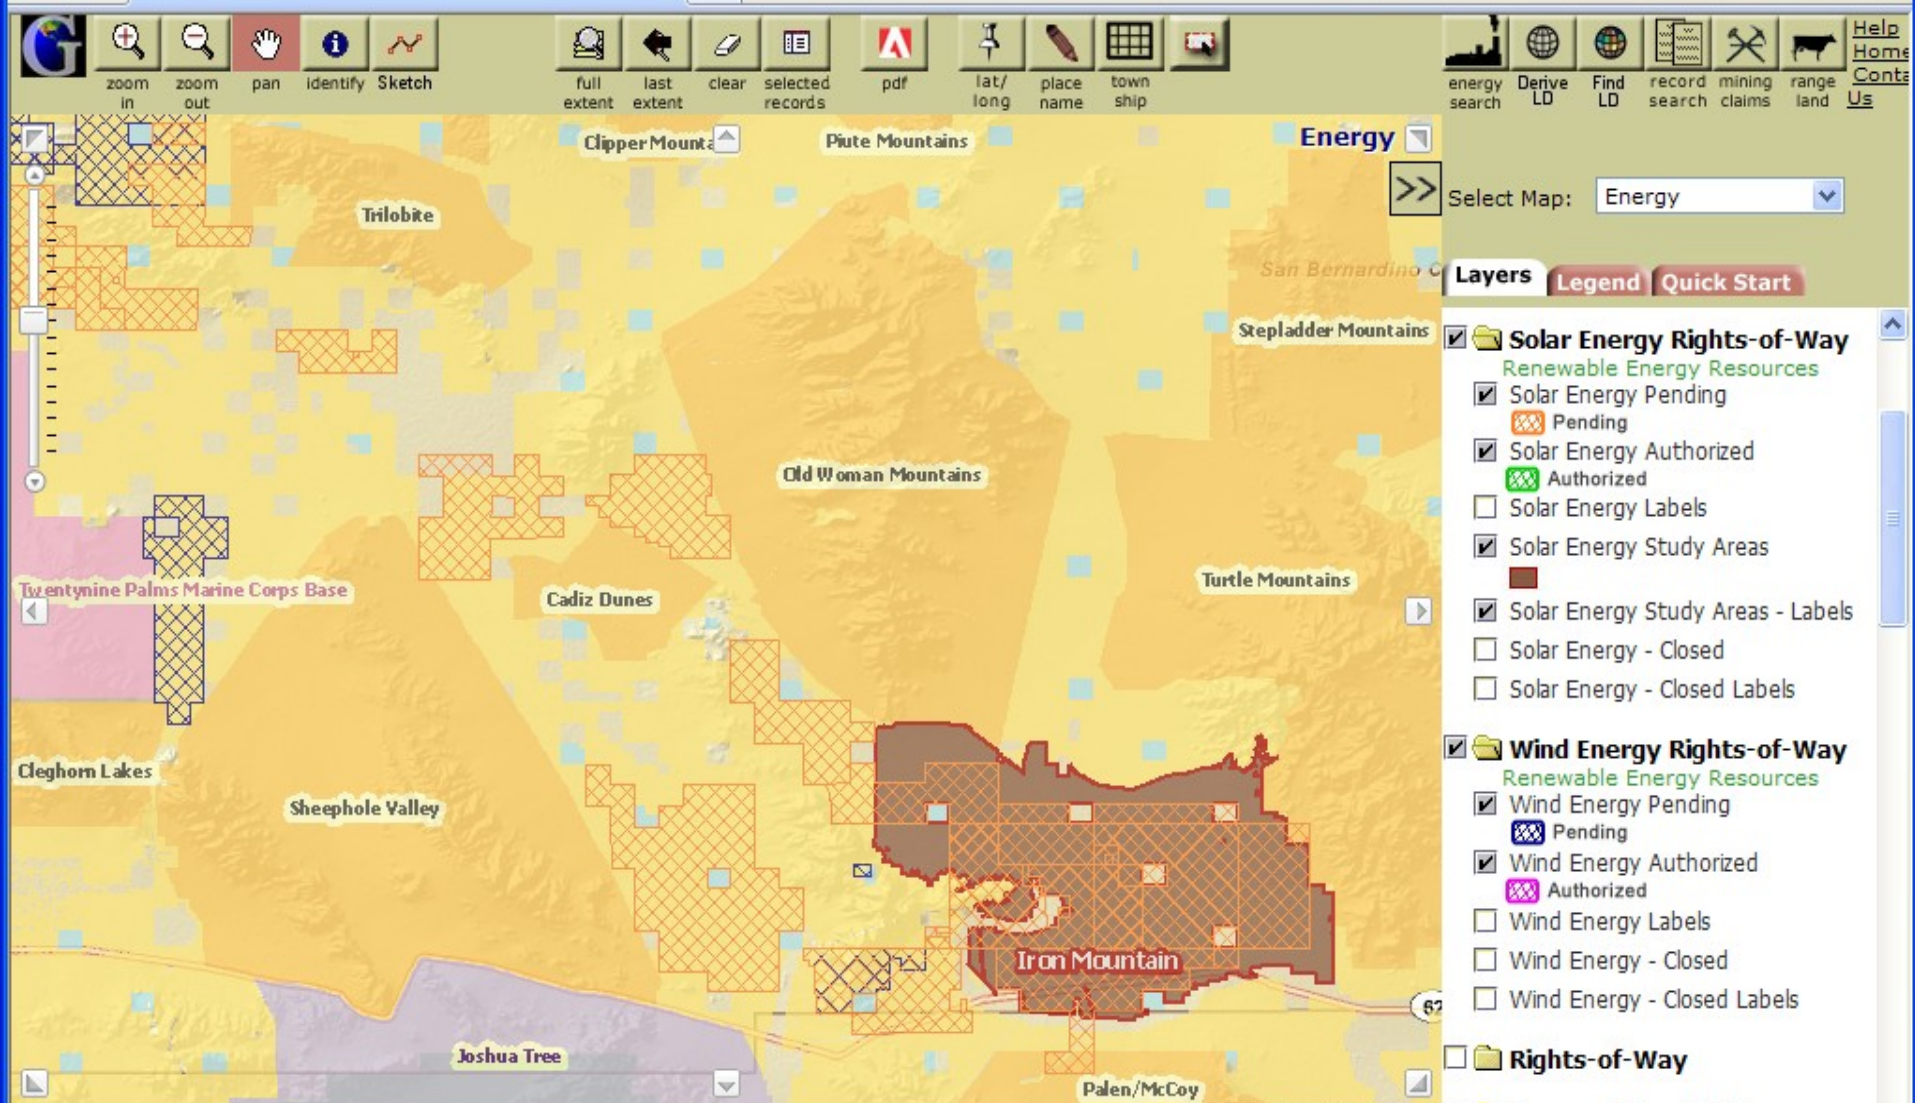 G
zoom in
zoom out
pan
identify
Sketch
full extent
last extent
clear
selected records
pdf
lat/ long
place name
town ship
energy search
Derive LD
Find LD
record search
mining claims
range land
Help
Home
Conta
Us
Energy
>>
Select Map:
Energy
Layers
Legend
Quick Start
Clipper Mounta
Piute Mountains
Trilobite
San Bernardino C
Stepladder Mountains
Old Woman Mountains
Twentynine Palms Marine Corps Base
Cadiz Dunes
Turtle Mountains
Cleghorn Lakes
Sheephole Valley
Iron Mountain
62
Joshua Tree
Palen/McCoy
Solar Energy Rights-of-Way
Renewable Energy Resources
Solar Energy Pending
Pending
Solar Energy Authorized
Authorized
Solar Energy Labels
Solar Energy Study Areas
Solar Energy Study Areas - Labels
Solar Energy - Closed
Solar Energy - Closed Labels
Wind Energy Rights-of-Way
Renewable Energy Resources
Wind Energy Pending
Pending
Wind Energy Authorized
Authorized
Wind Energy Labels
Wind Energy - Closed
Wind Energy - Closed Labels
Rights-of-Way